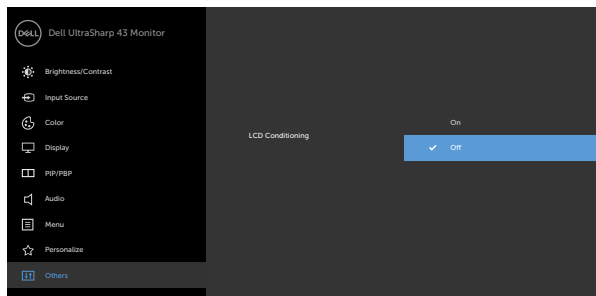 DELL
Dell UltraSharp 43 Monitor
Brightness/Contrast
Input Source
Color
Display
PIP/PBP
Audio
Menu
Personalize
Others
LCD Conditioning
On
Off